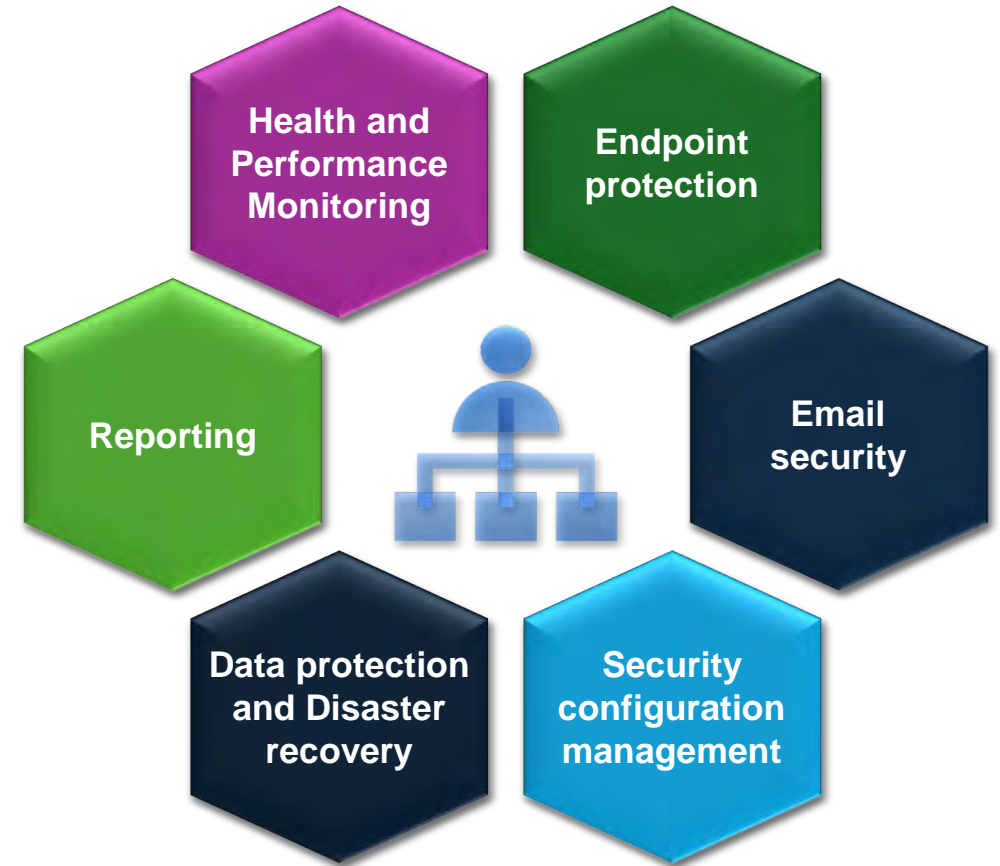 Health and
Performance
Monitoring
Endpoint
protection
Reporting
Email
security
Data protection
and Disaster
recovery
Security
configuration
management